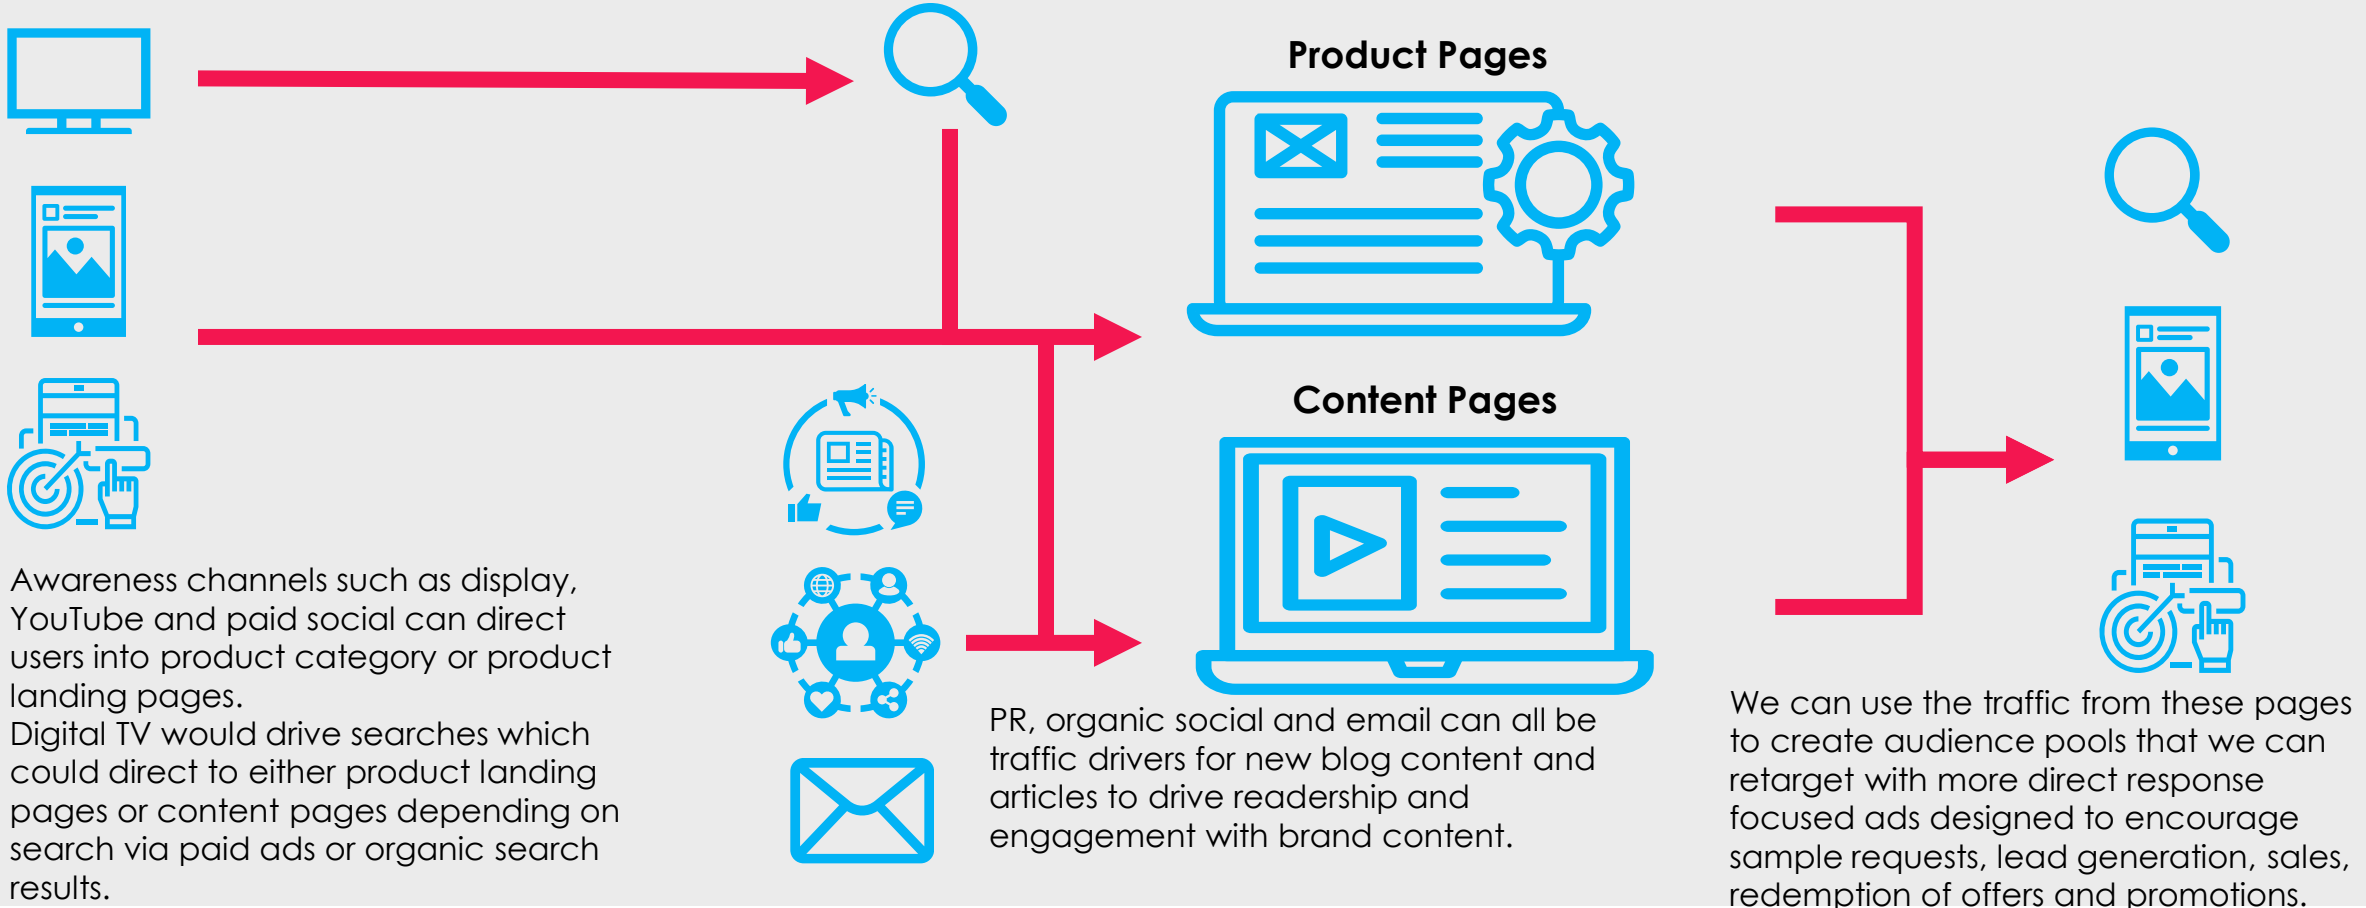 Product Pages
Content Pages
Awareness channels such as display,
YouTube and paid social can direct
users into product category or product
landing pages.
Digital TV would drive searches which
could direct to either product landing
pages or content pages depending on
search via paid ads or organic search
results.
PR, organic social and email can all be
traffic drivers for new blog content and
articles to drive readership and
engagement with brand content.
We can use the traffic from these pages
to create audience pools that we can
retarget with more direct response
focused ads designed to encourage
sample requests, lead generation, sales,
redemption of offers and promotions.